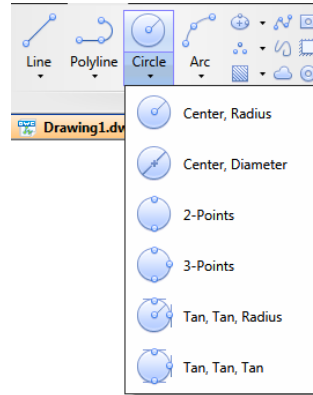 Line Polyline Circle Arc
Drawing1.dw
Center, Radius
Center, Diameter
2-Points
3-Points
Tan, Tan, Radius
Tan, Tan, Tan